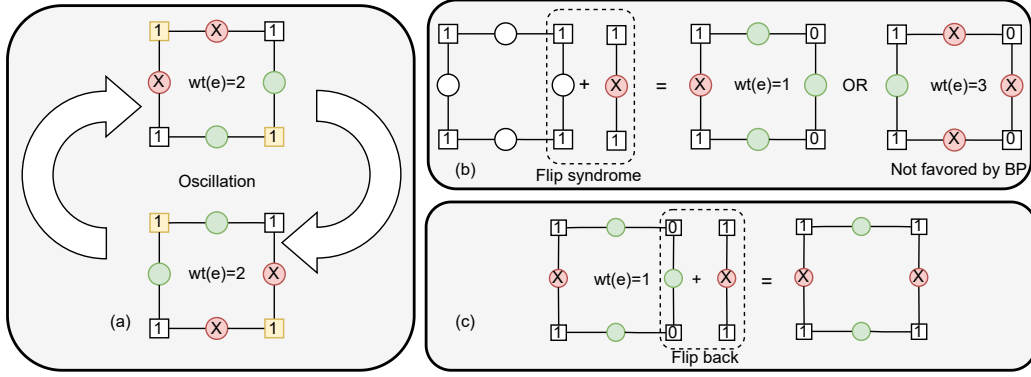 1 X 1
X wt(e)=2
1 1
Oscillation
1 1
wt(e)=2 X
(a) 1 X 1
1 1 1 1 0 1 X 0
+ X = X wt(e)=1 OR wt(e)=3 X
1 1 1 1 0 1 X 0
(b) Flip syndrome Not favored by BP
1 0 1 1 1
X wt(e)=1 + X = X X
(c) 1 0 1 1 1
Flip back